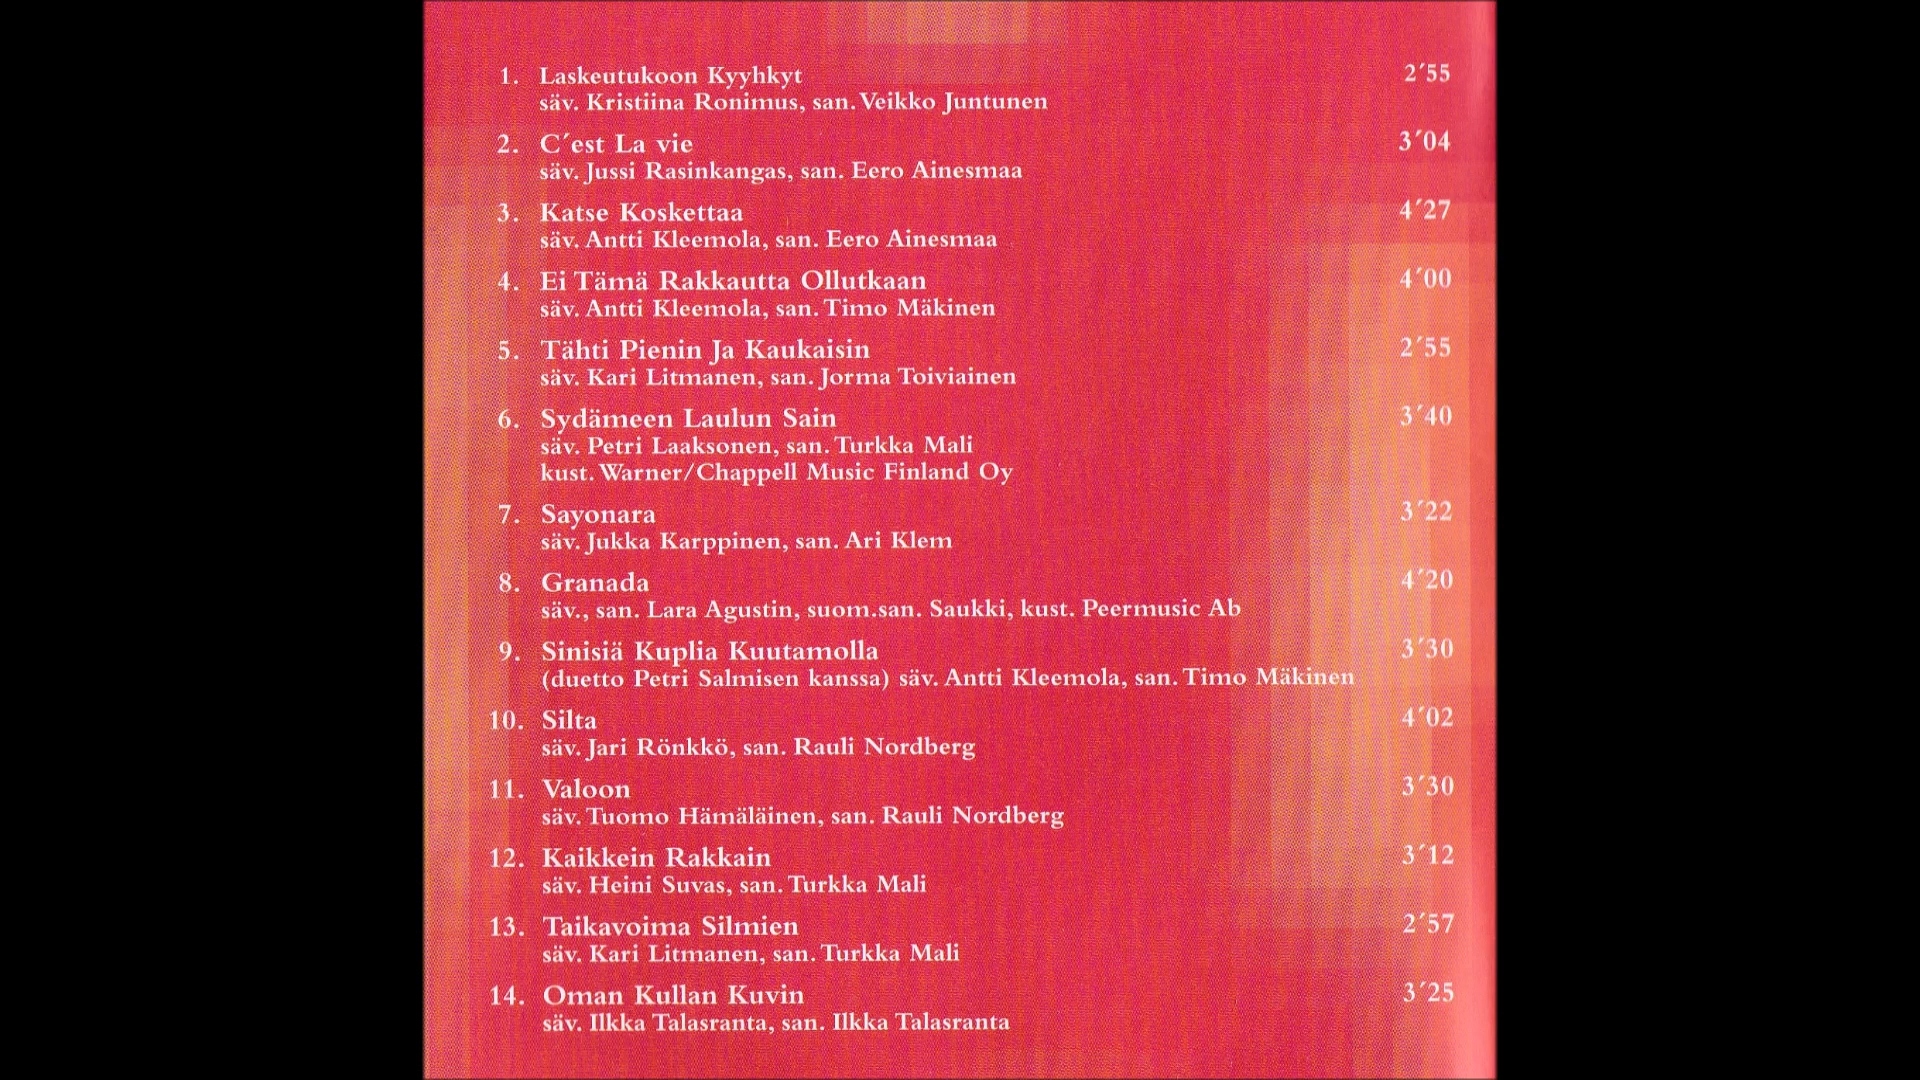 1. Laskeutukoon Kyyhkyt 2´55
säv. Kristiina Ronimus, san. Veikko Juntunen
2. C´est La vie 3´04
säv. Jussi Rasinkangas, san. Eero Ainesmaa
3. Katse Koskettaa 4´27
säv. Antti Kleemola, san. Eero Ainesmaa
4. Ei Tämä Rakkautta Ollutkaan 4´00
säv. Antti Kleemola, san. Timo Mäkinen
5. Tähti Pienin Ja Kaukaisin 2´55
säv. Kari Litmanen, san. Jorma Toiviainen
6. Sydämeen Laulun Sain 3´40
säv. Petri Laaksonen, san. Turkka Mali
kust. Warner/Chappell Music Finland Oy
7. Sayonara 3´22
säv. Jukka Karppinen, san. Ari Klem
8. Granada 4´20
säv., san. Lara Agustin, suom.san. Saukki, kust. Peermusic Ab
9. Sinisiä Kuplia Kuutamolla 3´30
(duetto Petri Salmisen kanssa) säv. Antti Kleemola, san. Timo Mäkinen
10. Silta 4´02
säv. Jari Rönkkö, san. Rauli Nordberg
11. Valoon 3´30
säv. Tuomo Hämäläinen, san. Rauli Nordberg
12. Kaikkein Rakkain 3´12
säv. Heini Suvas, san. Turkka Mali
13. Taikavoima Silmien 2´57
säv. Kari Litmanen, san. Turkka Mali
14. Oman Kullan Kuvin 3´25
säv. Ilkka Talasranta, san. Ilkka Talasranta